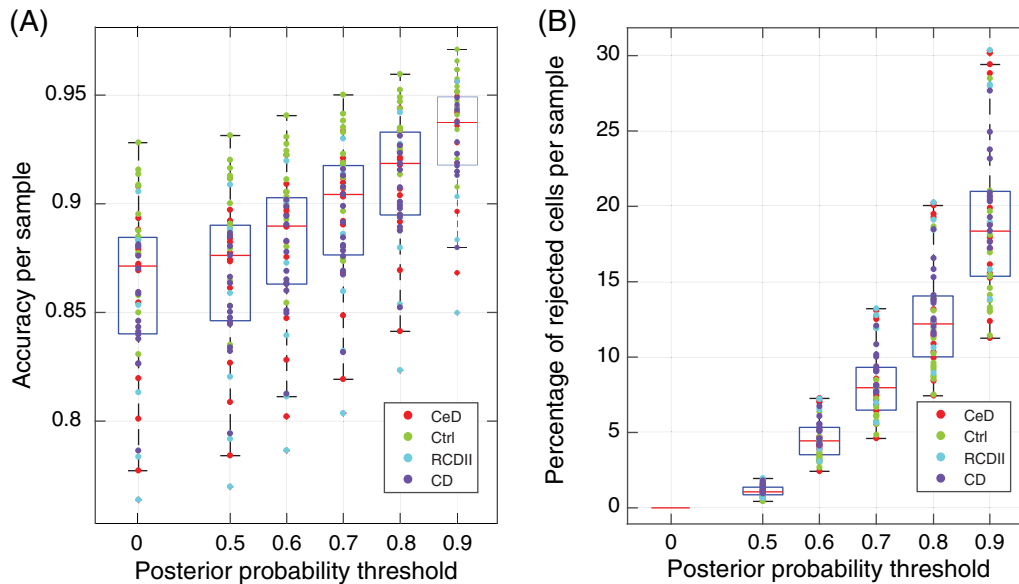 (A)
Accuracy per sample
0.95
0.9
0.85
0.8
0 0.5 0.6 0.7 0.8 0.9
Posterior probability threshold
CeD
Ctrl
RCDII
CD
(B)
Percentage of rejected cells per sample
30
25
20
15
10
5
0
0 0.5 0.6 0.7 0.8 0.9
Posterior probability threshold
CeD
Ctrl
RCDII
CD